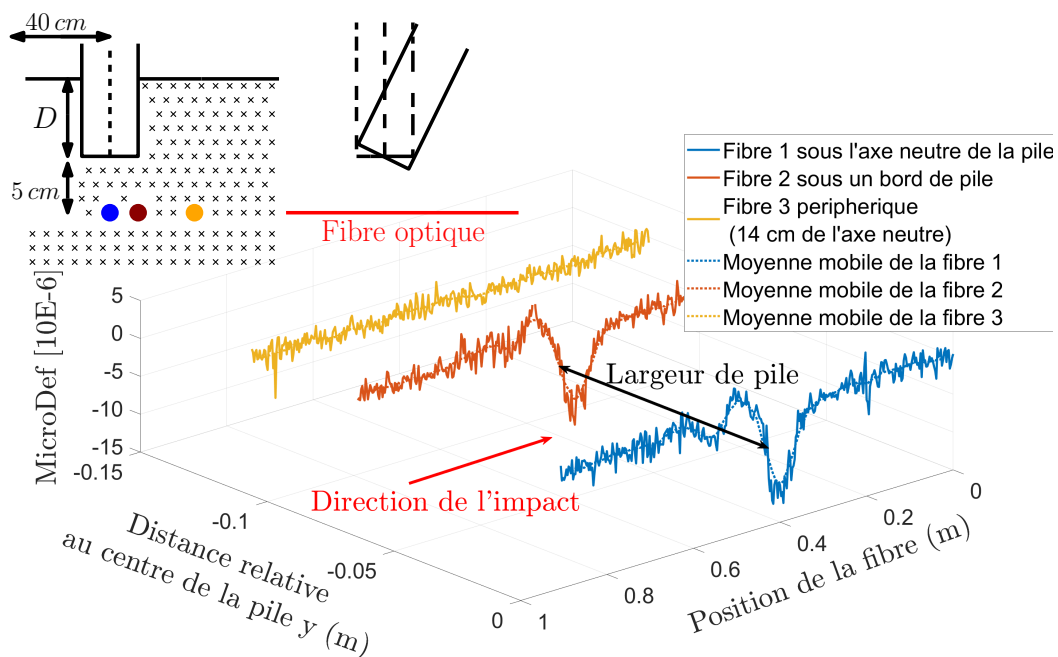 40 cm
D
5 cm
Fibre optique
Fibre 1 sous l'axe neutre de la pile
Fibre 2 sous un bord de pile
Fibre 3 peripherique
(14 cm de l'axe neutre)
Moyenne mobile de la fibre 1
Moyenne mobile de la fibre 2
Moyenne mobile de la fibre 3
MicroDef [10E-6]
5
0
-5
-10
-15
Largeur de pile
Direction de l'impact
-0.15
-0.1
-0.05
0
Distance relative
au centre de la pile y (m)
1
0.8
0.6
0.4
0.2
0
Position de la fibre (m)